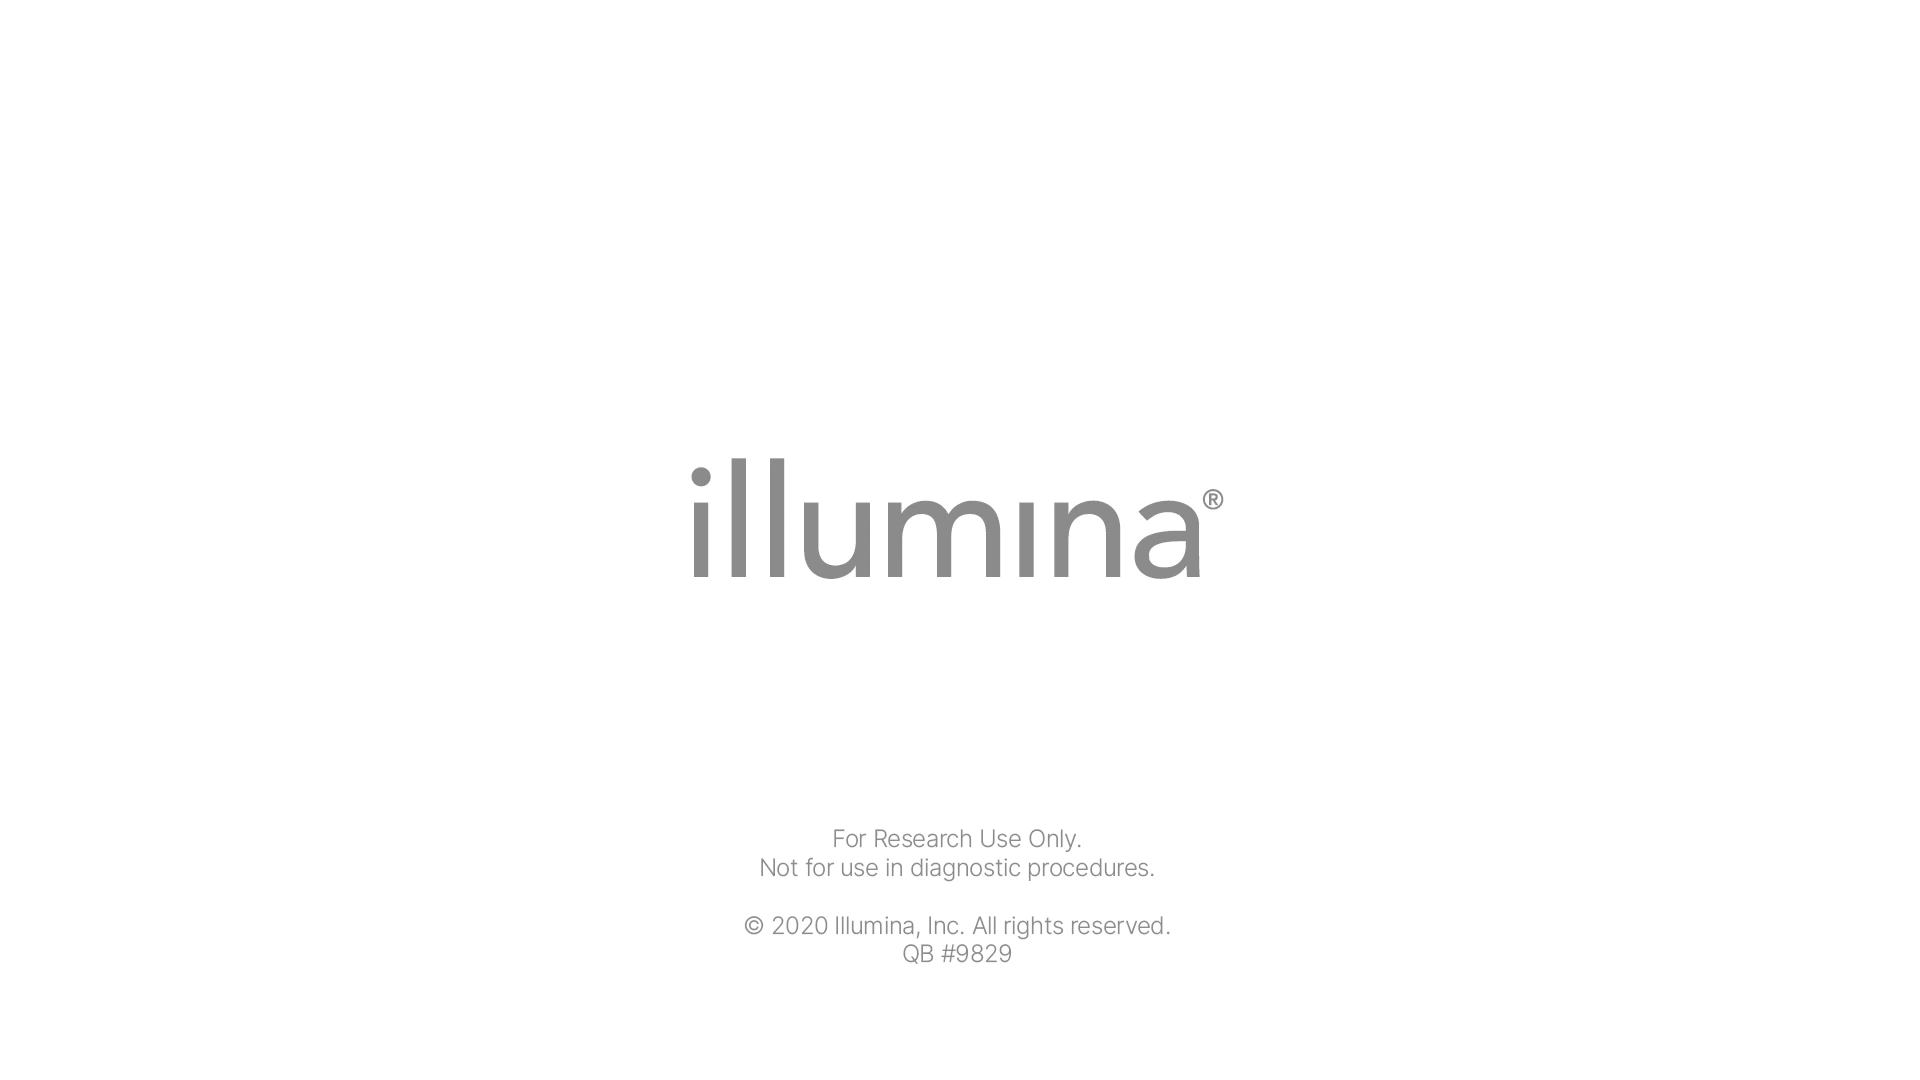 illumina®
For Research Use Only.
Not for use in diagnostic procedures.
© 2020 Illumina, Inc. All rights reserved.
QB #9829